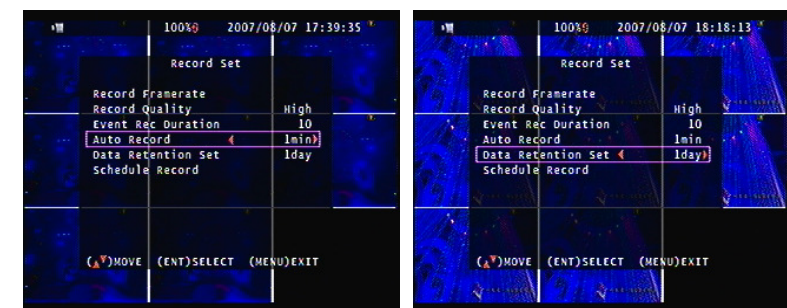 100% 2007/08/07 17:39:35
Record Set
Record Framerate
Record Quality High
Event Rec Duration 10
Auto Record 1min
Data Retention Set 1day
Schedule Record
( )MOVE (ENT)SELECT (MENU)EXIT
100% 2007/08/07 18:18:13
Record Set
Record Framerate
Record Quality High
Event Rec Duration 10
Auto Record 1min
Data Retention Set 1day
Schedule Record
( )MOVE (ENT)SELECT (MENU)EXIT